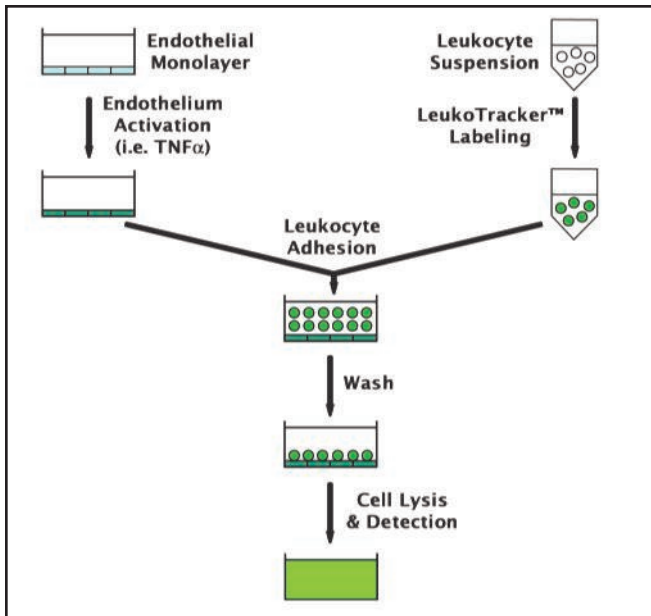 Endothelial
Monolayer
Leukocyte
Suspension
Endothelium
Activation
(i.e. TNFα)
LeukoTracker™
Labeling
Leukocyte
Adhesion
Wash
Cell Lysis
& Detection